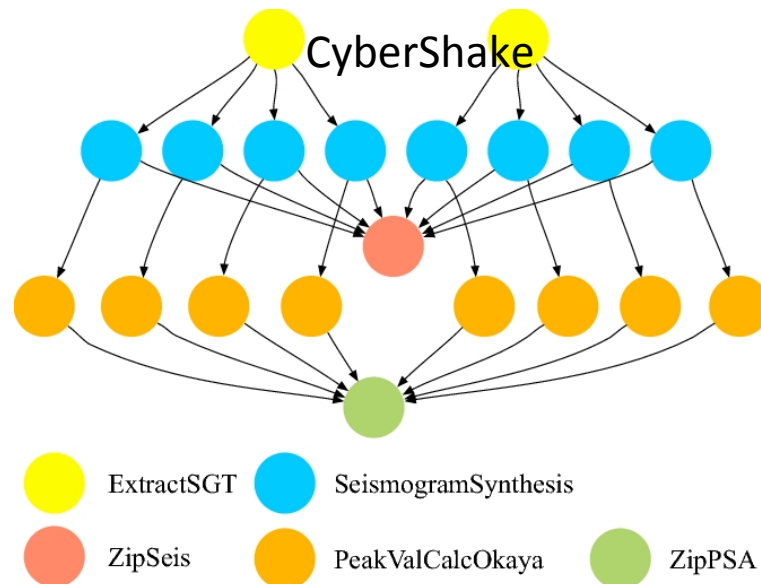 CyberShake
ExtractSGT
SeismogramSynthesis
ZipSeis
PeakValCalcOkaya
ZipPSA